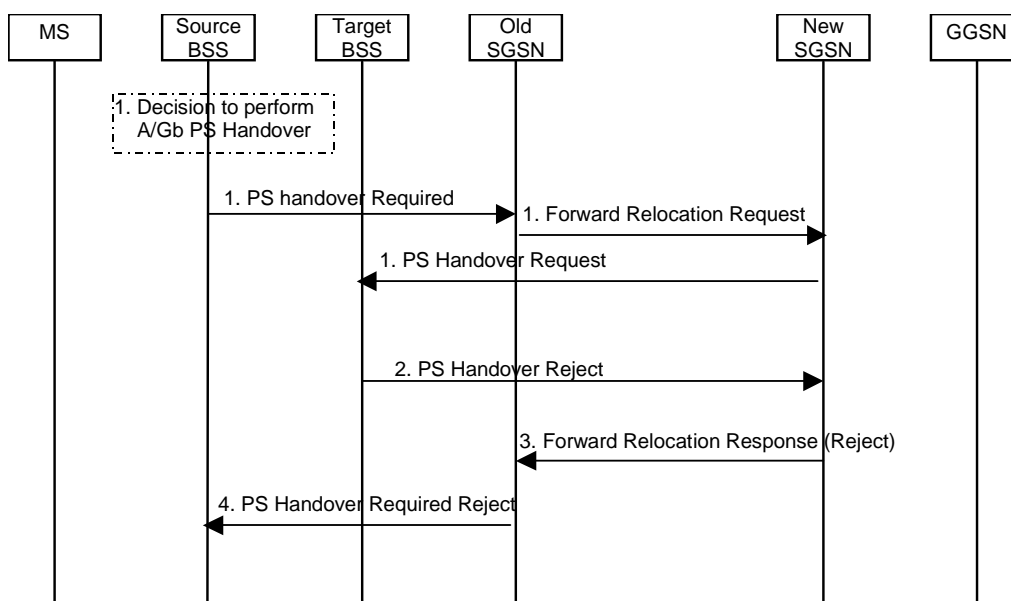 MS
Source
BSS
Target
BSS
Old
SGSN
New
SGSN
GGSN
1. Decision to perform
A/Gb PS Handover
1. PS handover Required
1. Forward Relocation Request
1. PS Handover Request
2. PS Handover Reject
3. Forward Relocation Response (Reject)
4. PS Handover Required Reject